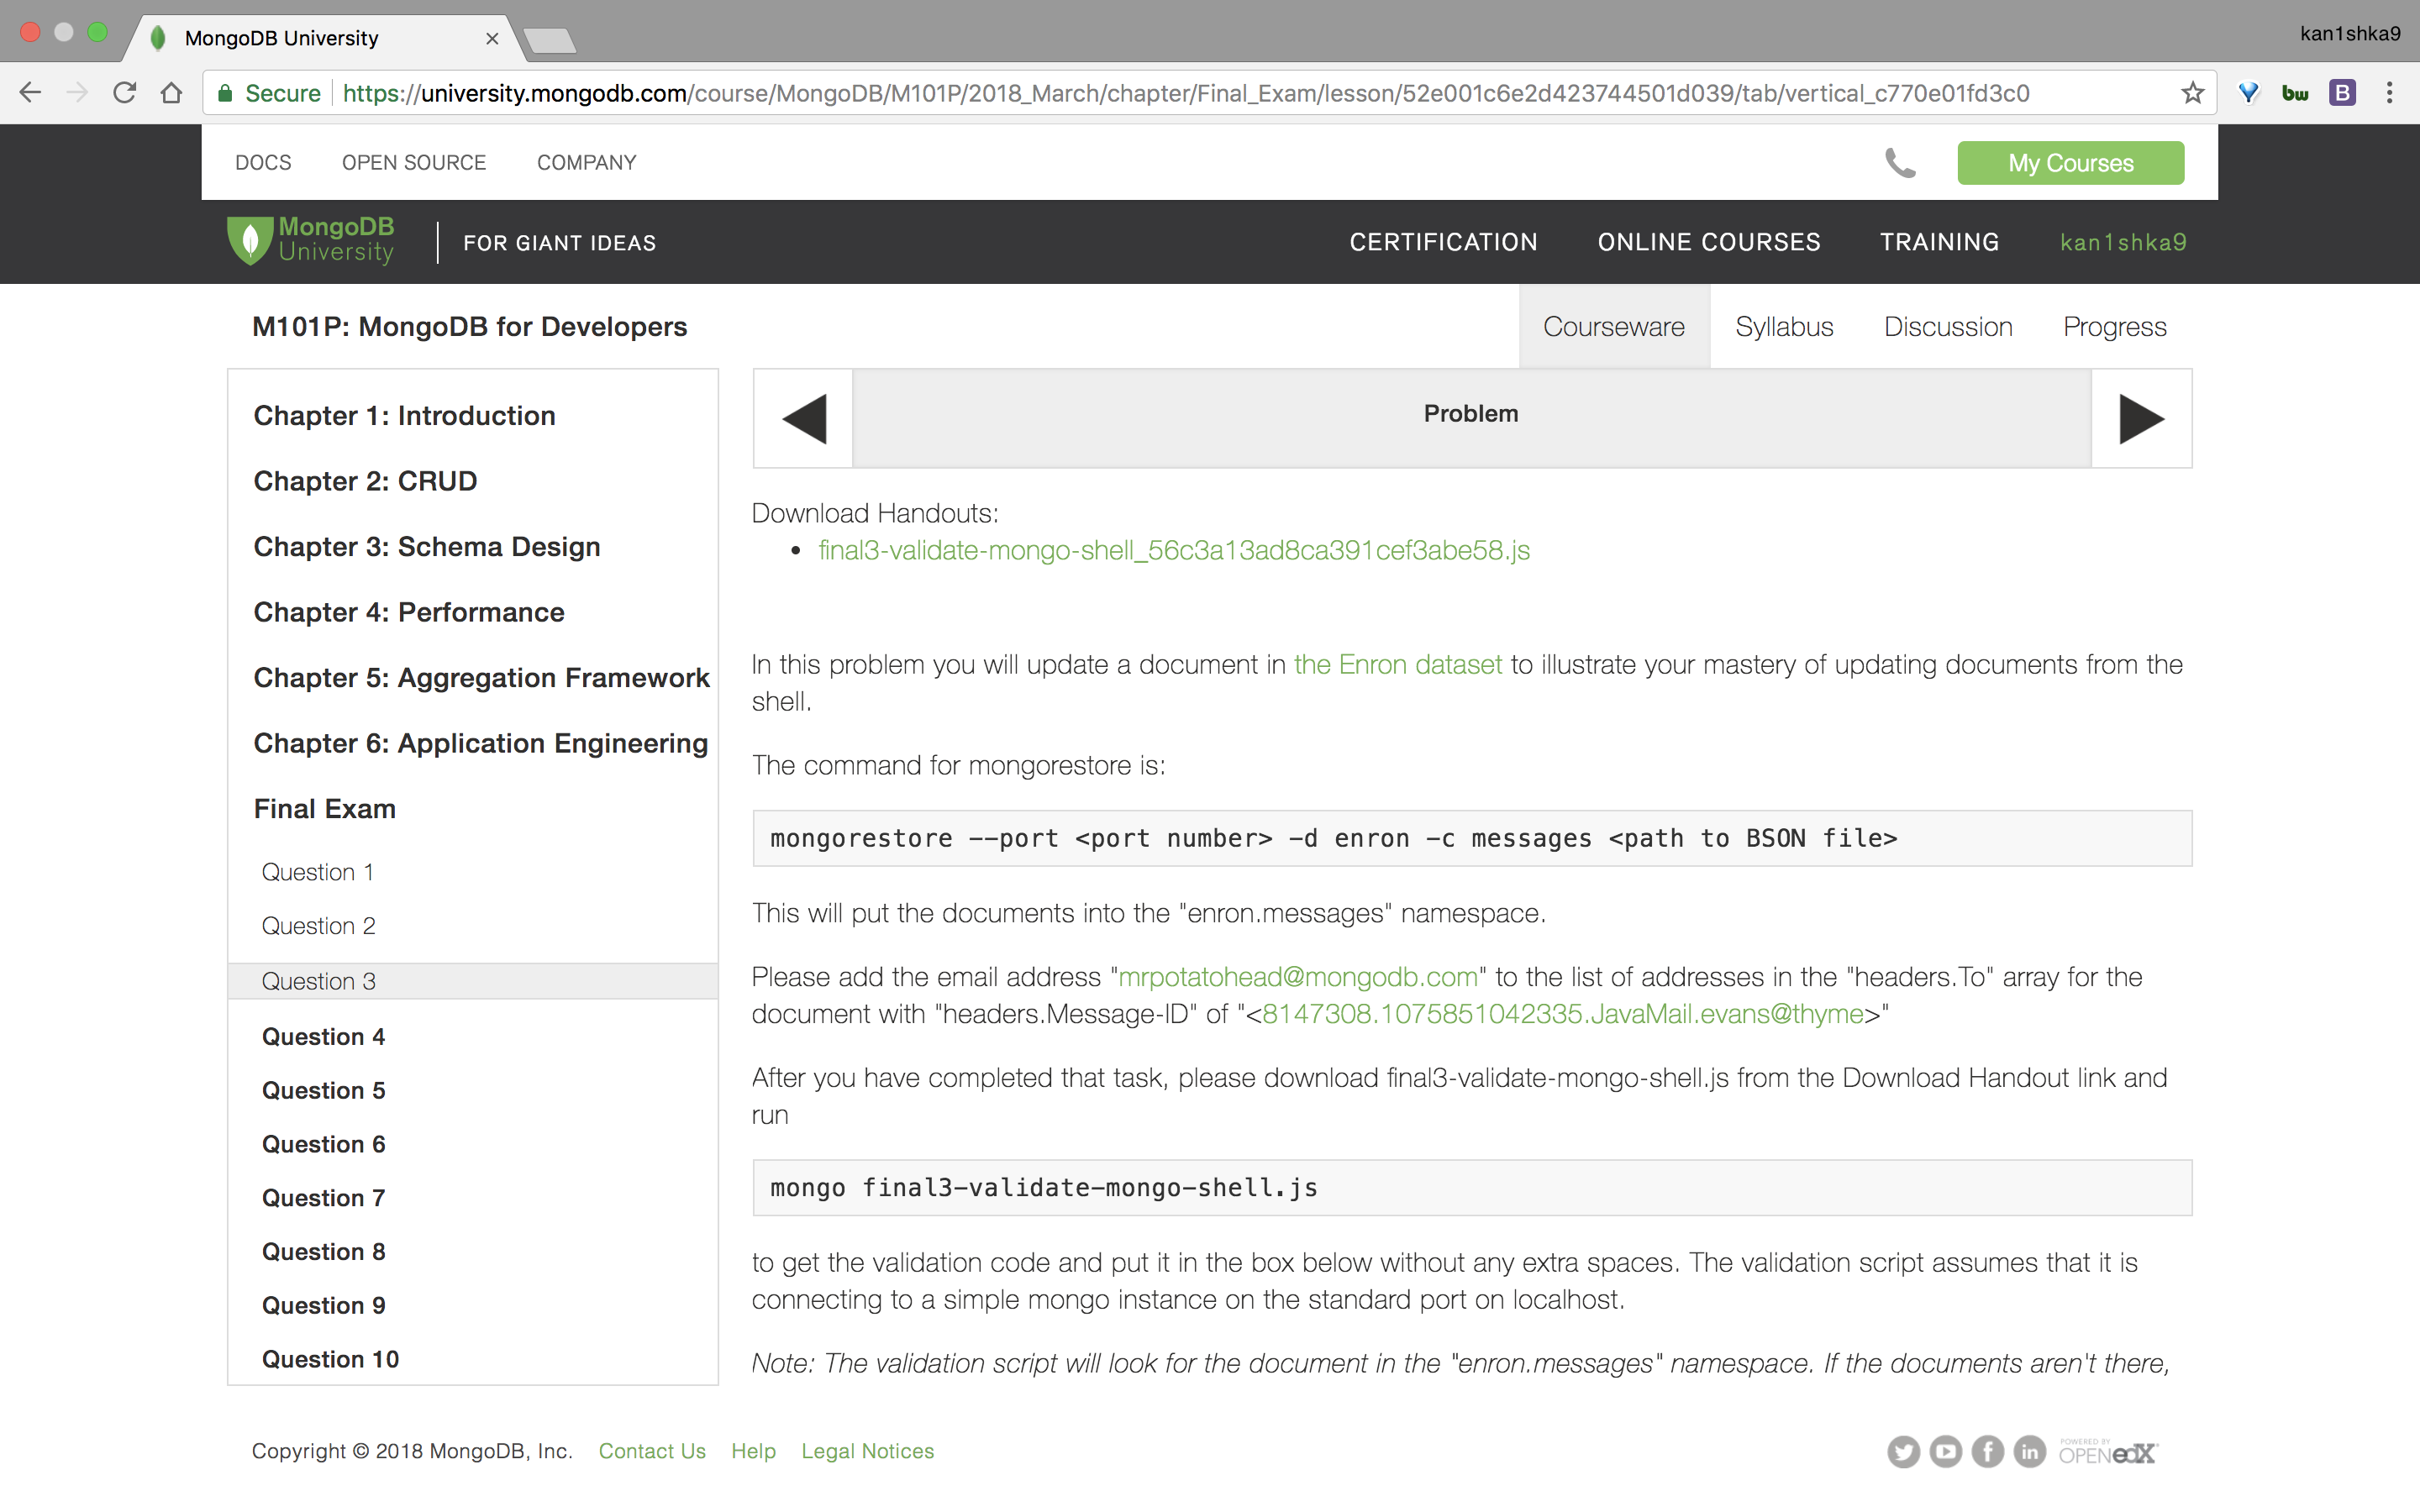 MongoDB University
kan1shka9
Secure https://university.mongodb.com/course/MongoDB/M101P/2018_March/chapter/Final_Exam/lesson/52e001c6e2d423744501d039/tab/vertical_c770e01fd3c0
bw
B
DOCS OPEN SOURCE COMPANY
My Courses
MongoDB
University
FOR GIANT IDEAS
CERTIFICATION ONLINE COURSES TRAINING kan1shka9
M101P: MongoDB for Developers
Courseware Syllabus Discussion Progress
Chapter 1: Introduction
Chapter 2: CRUD
Chapter 3: Schema Design
Chapter 4: Performance
Chapter 5: Aggregation Framework
Chapter 6: Application Engineering
Final Exam
Question 1
Question 2
Question 3
Question 4
Question 5
Question 6
Question 7
Question 8
Question 9
Question 10
Problem
Download Handouts:
• final3-validate-mongo-shell_56c3a13ad8ca391cef3abe58.js
In this problem you will update a document in the Enron dataset to illustrate your mastery of updating documents from the
shell.
The command for mongorestore is:
mongorestore --port <port number> -d enron -c messages <path to BSON file>
This will put the documents into the "enron.messages" namespace.
Please add the email address "mrpotatohead@mongodb.com" to the list of addresses in the "headers.To" array for the
document with "headers.Message-ID" of "<8147308.1075851042335.JavaMail.evans@thyme>"
After you have completed that task, please download final3-validate-mongo-shell.js from the Download Handout link and
run
mongo final3-validate-mongo-shell.js
to get the validation code and put it in the box below without any extra spaces. The validation script assumes that it is
connecting to a simple mongo instance on the standard port on localhost.
Note: The validation script will look for the document in the "enron.messages" namespace. If the documents aren't there,
Copyright © 2018 MongoDB, Inc. Contact Us Help Legal Notices
POWERED BY
OPEN edX